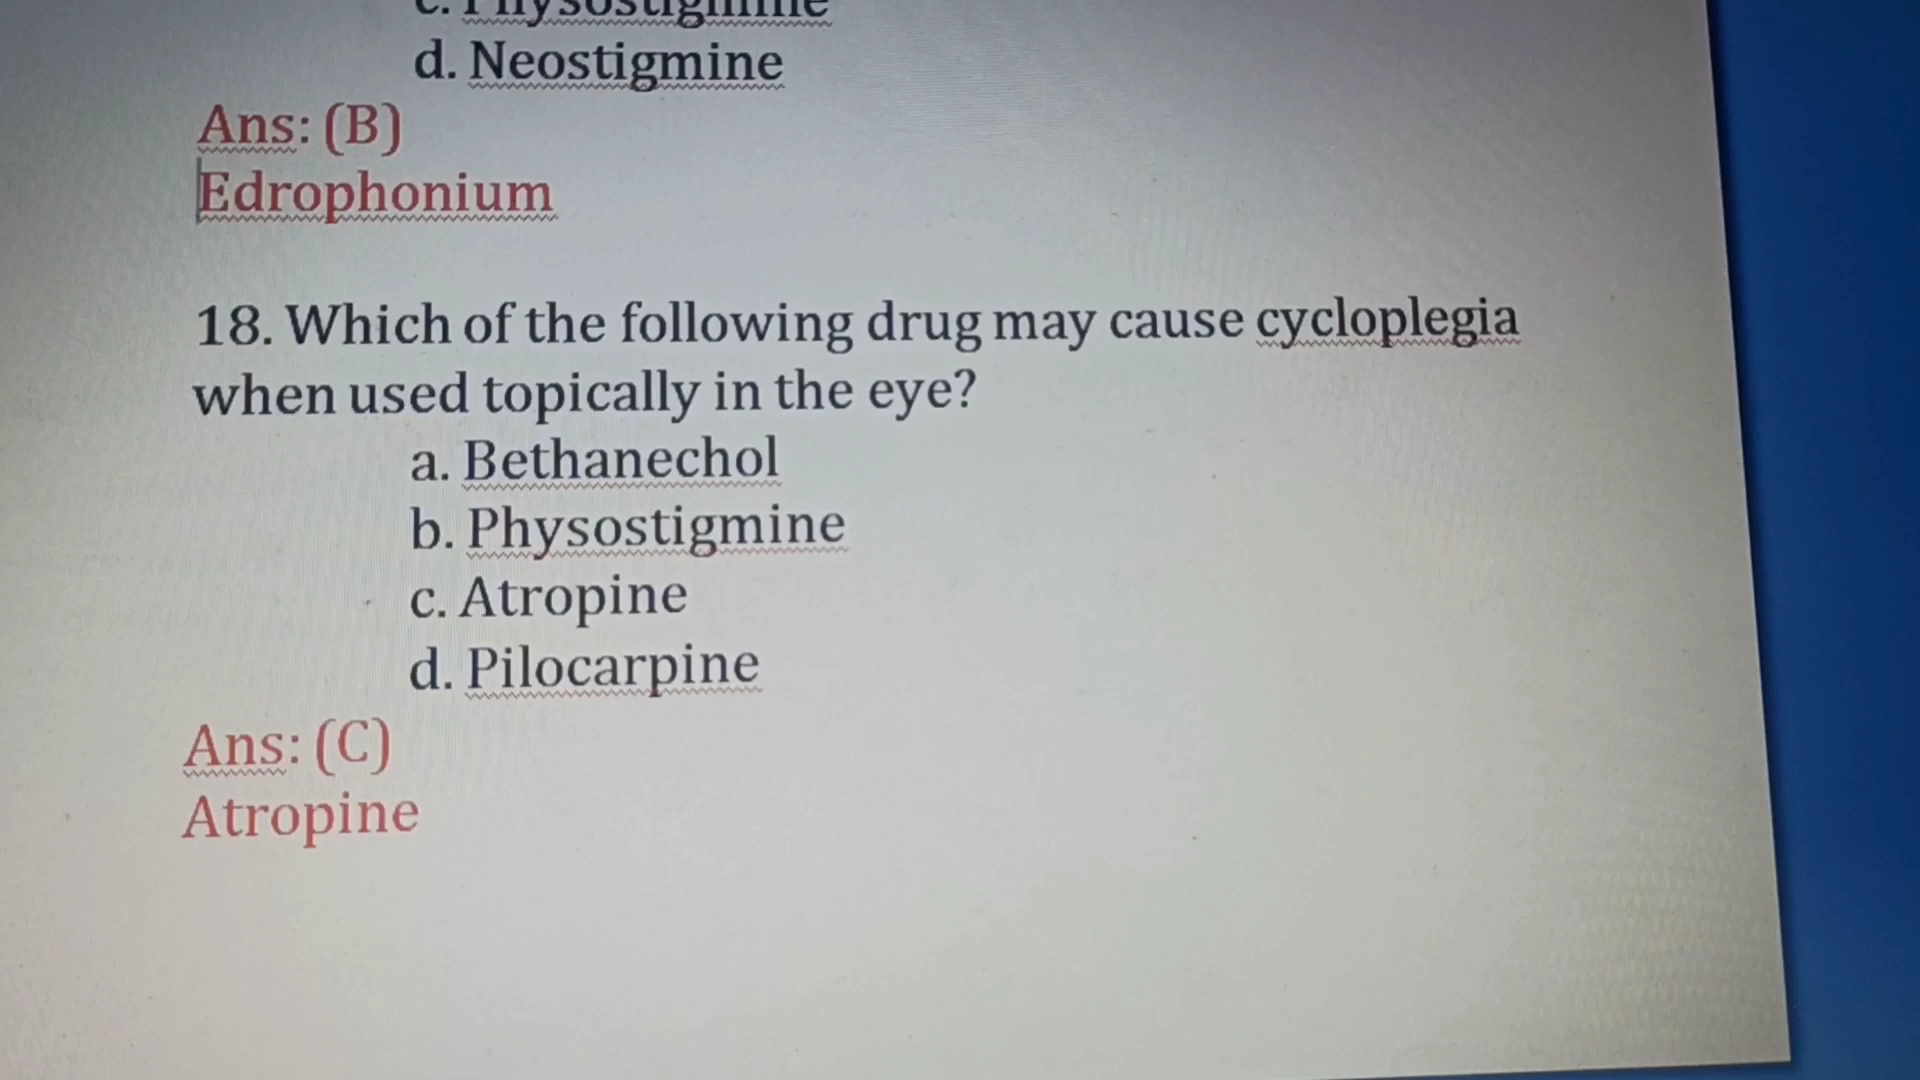 c. Physostigmine
d. Neostigmine
Ans: (B)
Edrophonium
18. Which of the following drug may cause cycloplegia
when used topically in the eye?
a. Bethanechol
b. Physostigmine
c. Atropine
d. Pilocarpine
Ans: (C)
Atropine